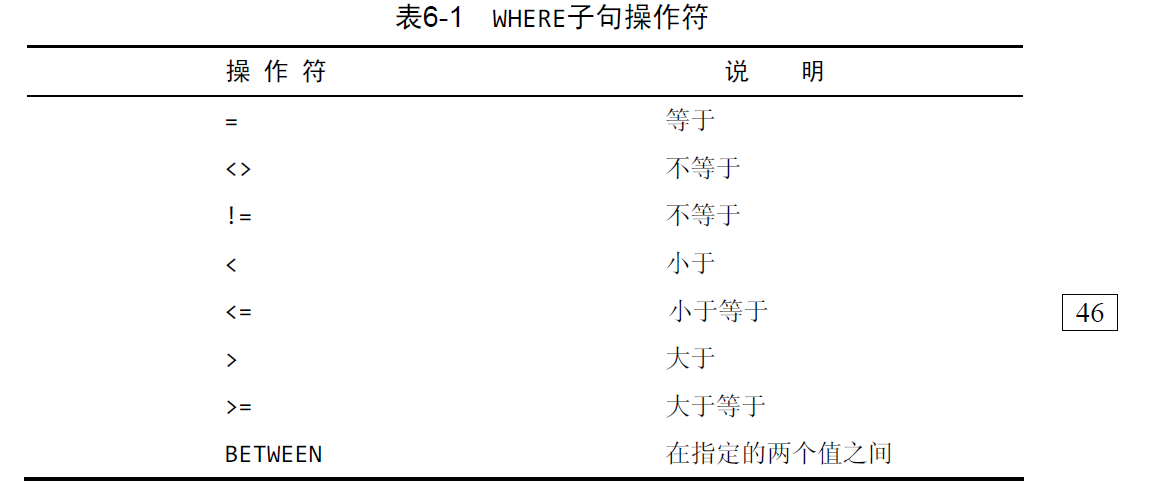 表6-1 WHERE子句操作符
操作符 说明
= 等于
<> 不等于
!= 不等于
< 小于
<= 小于等于
46
> 大于
>= 大于等于
BETWEEN 在指定的两个值之间